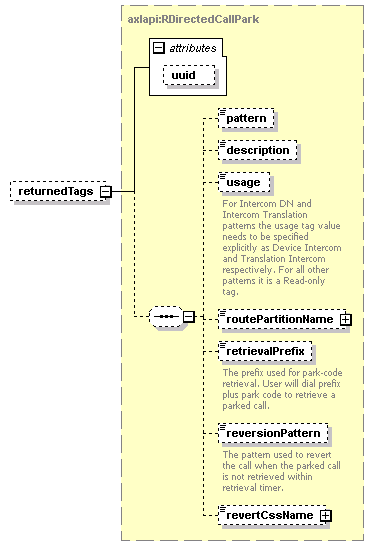 axlapi:RDirectedCallPark
attributes
uuid
pattern
description
usage
For Intercom DN and
Intercom Translation
patterns the usage tag value
needs to be specified
explicitly as Device Intercom
and Translation Intercom
respectively. For all other
patterns it is a Read-only
tag.
returnedTags
routePartitionName
retrievalPrefix
The prefix used for park-code
retrieval. User will dial prefix
plus park code to retrieve a
parked call.
reversionPattern
The pattern used to revert
the call when the parked call
is not retrieved within
retrieval timer.
revertCssName